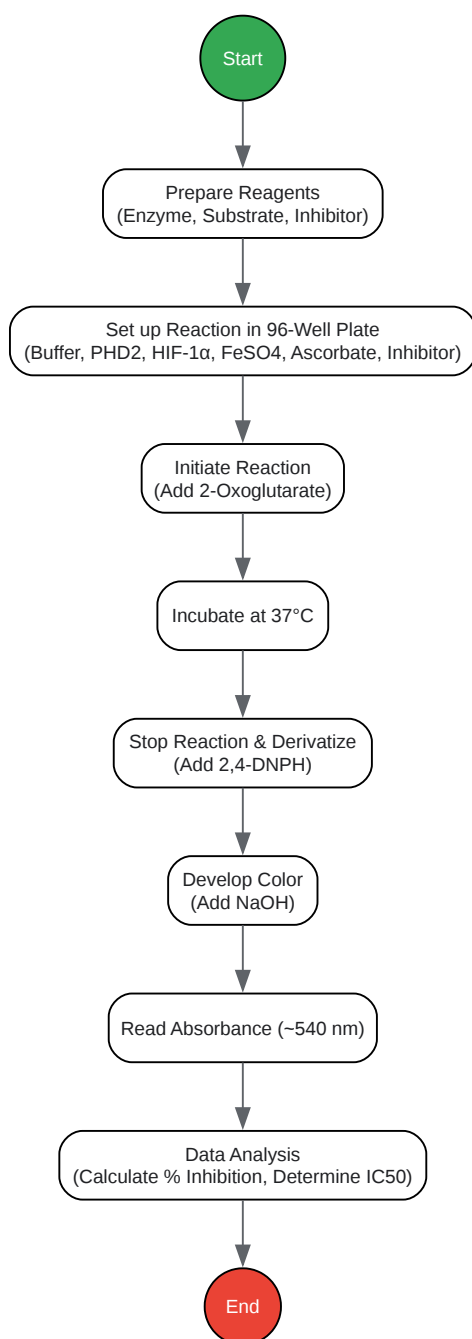 Start
Prepare Reagents
(Enzyme, Substrate, Inhibitor)
Set up Reaction in 96-Well Plate
(Buffer, PHD2, HIF-1α, FeSO4, Ascorbate, Inhibitor)
Initiate Reaction
(Add 2-Oxoglutarate)
Incubate at 37°C
Stop Reaction & Derivatize
(Add 2,4-DNPH)
Develop Color
(Add NaOH)
Read Absorbance (~540 nm)
Data Analysis
(Calculate % Inhibition, Determine IC50)
End